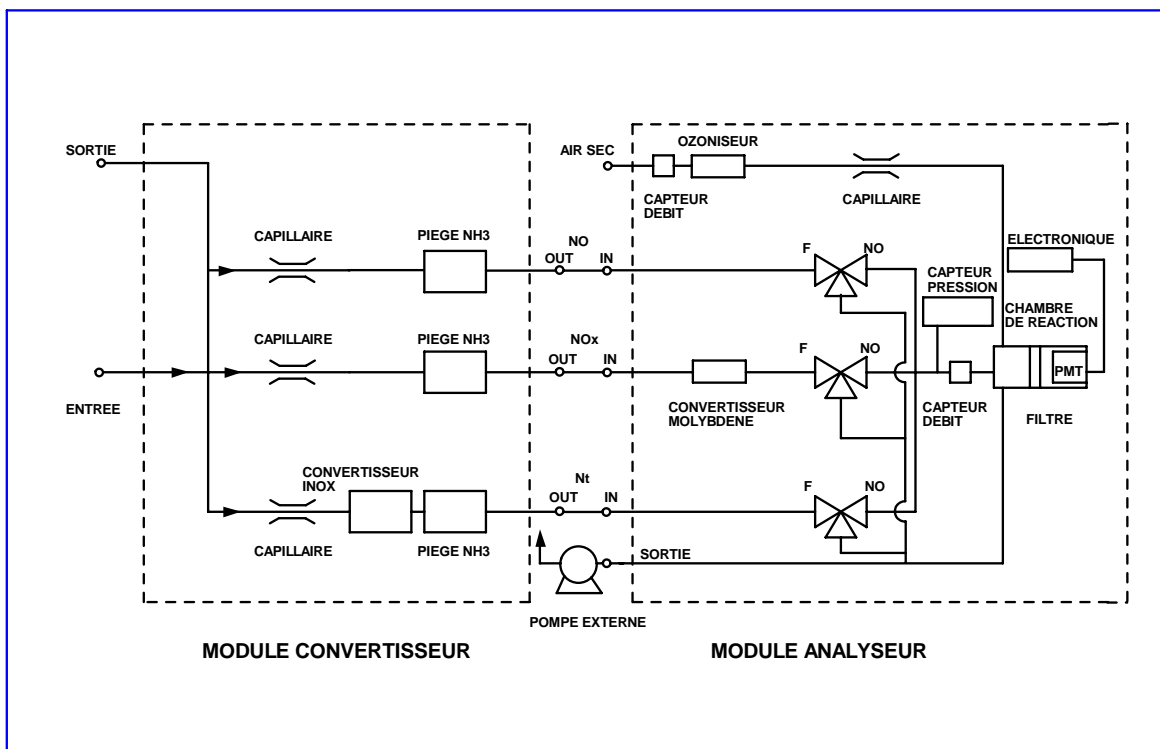 SORTIE
AIR SEC
OZONISEUR
CAPTEUR
DEBIT
CAPILLAIRE
CAPILLAIRE
PIEGE NH3
NO
OUT
IN
F
NO
ELECTRONIQUE
CAPTEUR
PRESSION
CHAMBRE
DE REACTION
CAPILLAIRE
PIEGE NH3
NOx
OUT
IN
F
NO
PMT
ENTREE
CONVERTISSEUR
MOLYBDENE
CAPTEUR
DEBIT
FILTRE
CONVERTISSEUR
INOX
CAPILLAIRE
PIEGE NH3
Nt
OUT
IN
F
NO
SORTIE
POMPE EXTERNE
MODULE CONVERTISSEUR
MODULE ANALYSEUR